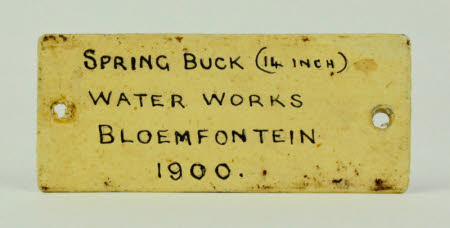 SPRING BUCK (14 INCH)
WATER WORKS
BLOEMFONTEIN
1900.